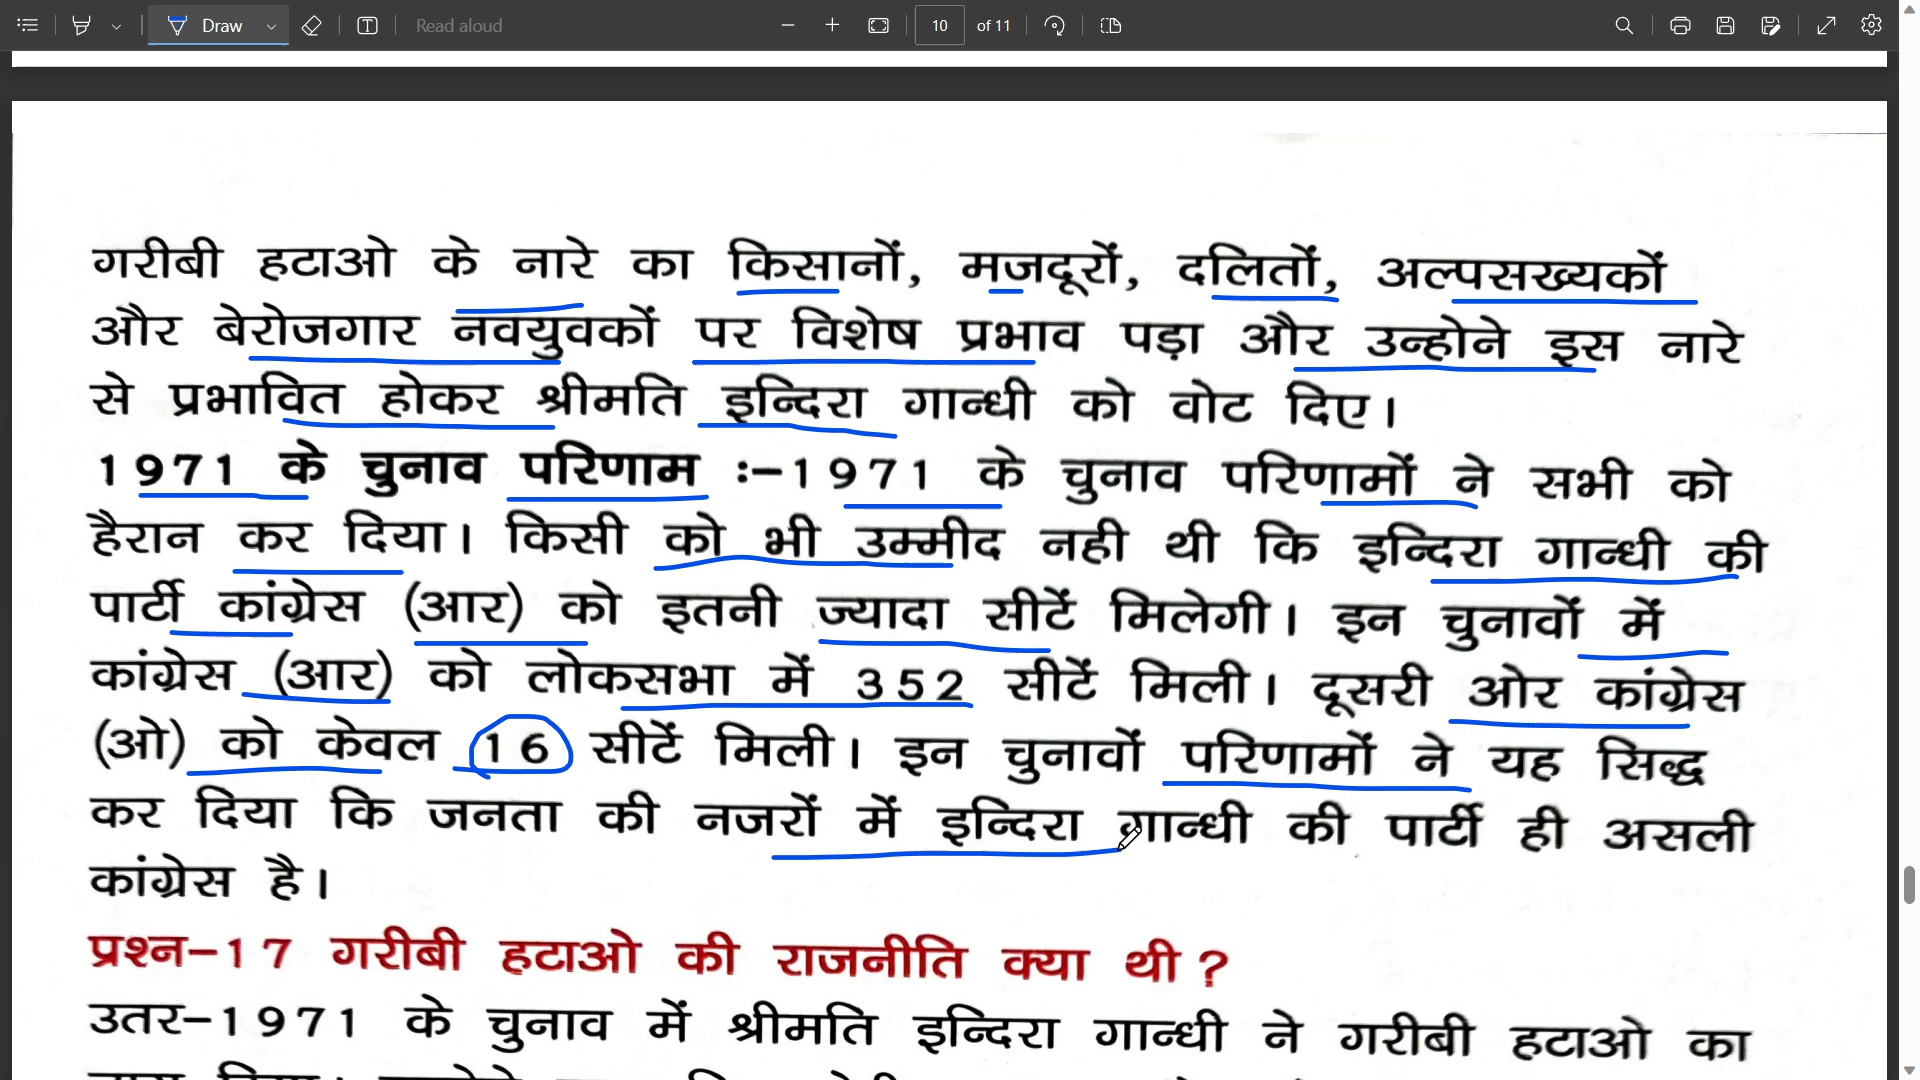 Draw
Read aloud
10 of 11
गरीबी हटाओ के नारे का किसानों, मजदूरों, दलितों, अल्पसख्यकों
और बेरोजगार नवयुवकों पर विशेष प्रभाव पड़ा और उन्होने इस नारे
से प्रभावित होकर श्रीमति इन्दिरा गान्धी को वोट दिए।
1971 के चुनाव परिणाम :–1971 के चुनाव परिणामों ने सभी को
हैरान कर दिया। किसी को भी उम्मीद नही थी कि इन्दिरा गान्धी की
पार्टी कांग्रेस (आर) को इतनी ज्यादा सीटें मिलेगी। इन चुनावों में
कांग्रेस (आर) को लोकसभा में 352 सीटें मिली। दूसरी ओर कांग्रेस
(ओ) को केवल 16 सीटें मिली। इन चुनावों परिणामों ने यह सिद्ध
कर दिया कि जनता की नजरों में इन्दिरा गान्धी की पार्टी ही असली
कांग्रेस है।
प्रश्न–17 गरीबी हटाओ की राजनीति क्या थी ?
उतर–1971 के चुनाव में श्रीमति इन्दिरा गान्धी ने गरीबी हटाओ का